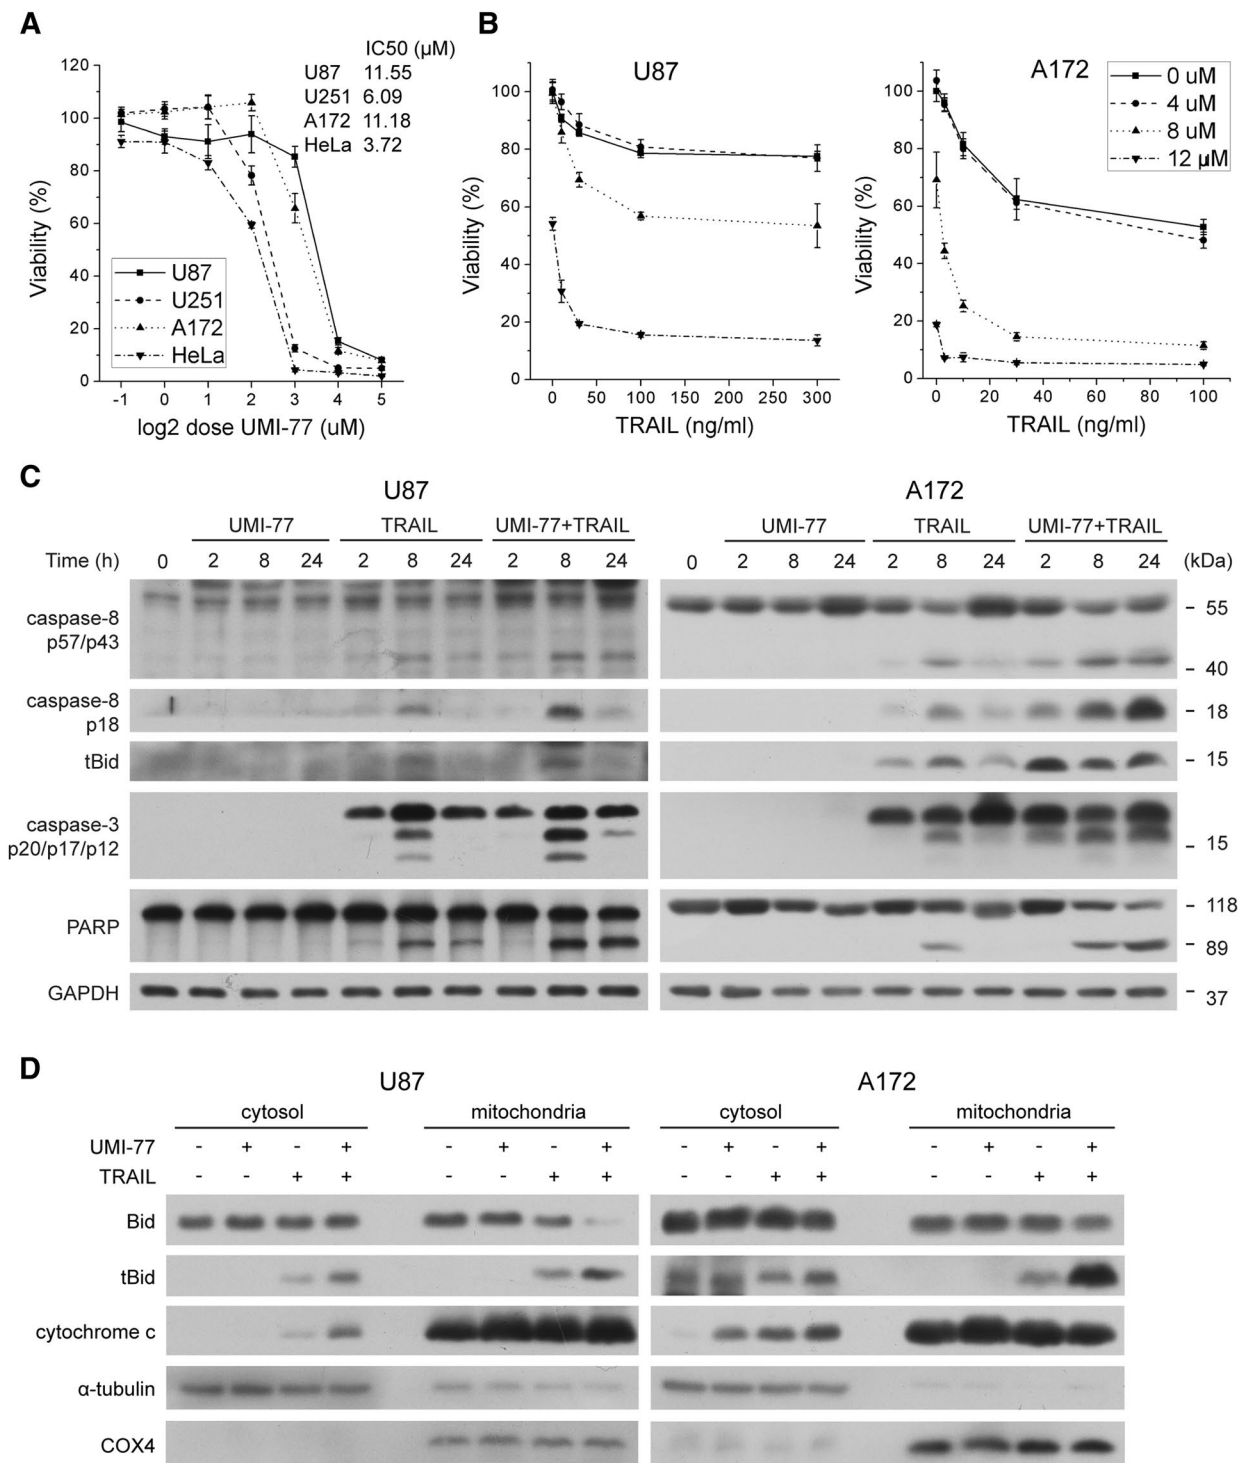 A
IC50 (µM)
U87 11.55
U251 6.09
A172 11.18
HeLa 3.72
120
100
80
60
40
20
0
Viability (%)
U87
U251
A172
HeLa
-1 0 1 2 3 4 5
log2 dose UMI-77 (uM)
B
U87
100
80
60
40
20
0
Viability (%)
0 50 100 150 200 250 300
TRAIL (ng/ml)
A172
0 uM
4 uM
8 uM
12 µM
100
80
60
40
20
0
Viability (%)
0 20 40 60 80 100
TRAIL (ng/ml)
C
U87 A172
UMI-77 TRAIL UMI-77+TRAIL UMI-77 TRAIL UMI-77+TRAIL
Time (h) 0 2 8 24 2 8 24 2 8 24 0 2 8 24 2 8 24 2 8 24 (kDa)
caspase-8
p57/p43
- 55
- 40
caspase-8
p18
- 18
tBid - 15
caspase-3
p20/p17/p12
- 15
PARP
- 118
- 89
GAPDH - 37
D
U87 A172
cytosol mitochondria cytosol mitochondria
UMI-77 - + - + - + - + - + - + - + - +
TRAIL - - + + - - + + - - + + - - + +
Bid
tBid
cytochrome c
α-tubulin
COX4